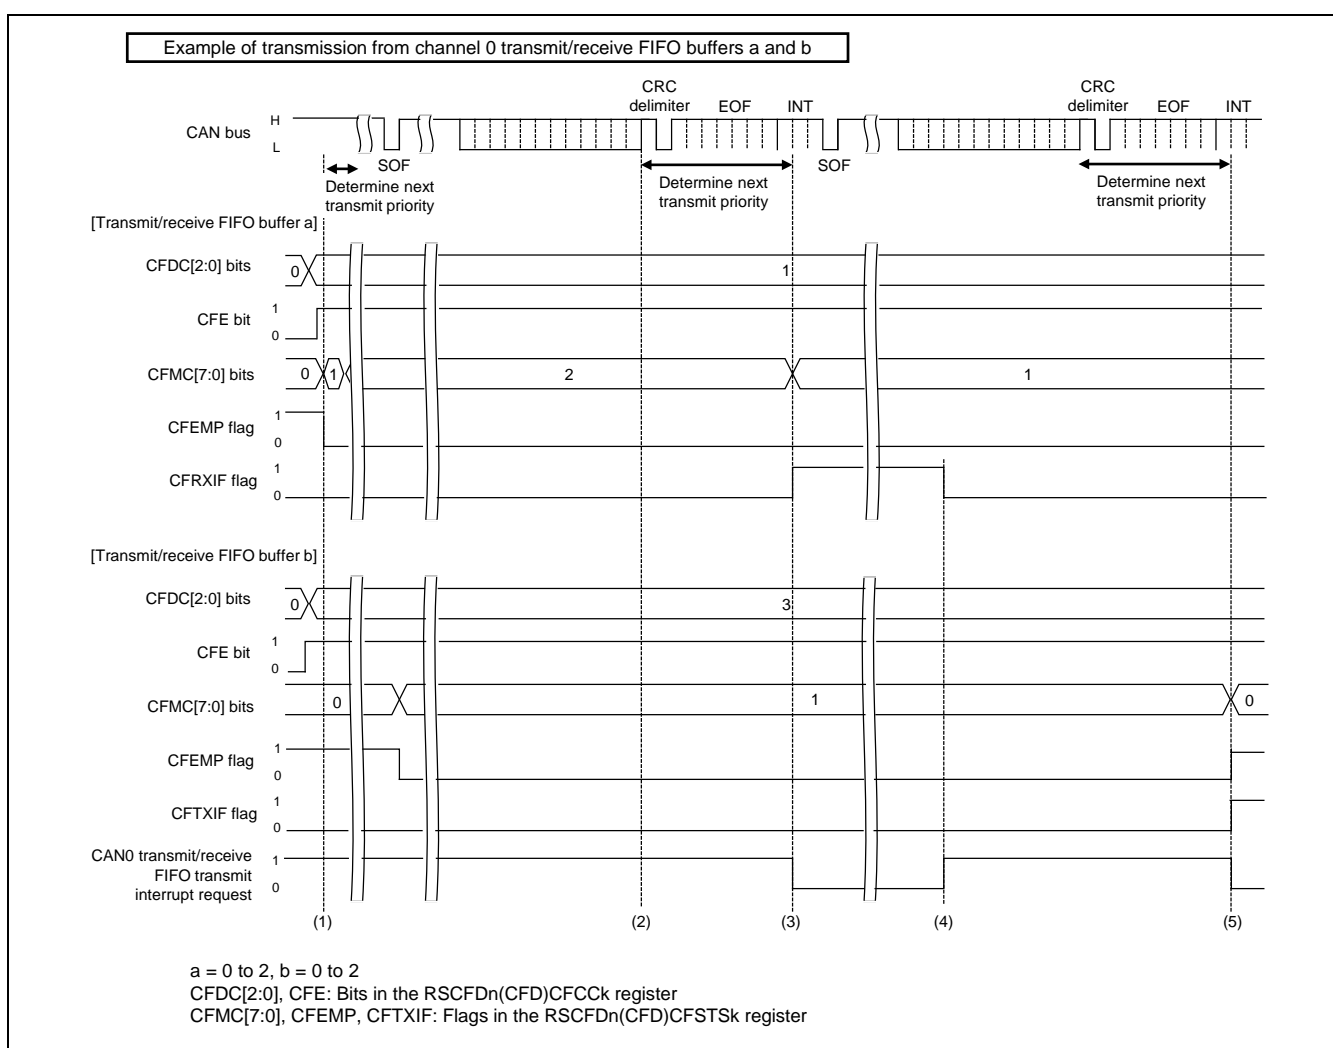 Example of transmission from channel 0 transmit/receive FIFO buffers a and b
CRC
delimiter
EOF
INT
CRC
delimiter
EOF
INT
CAN bus
H
L
SOF
SOF
Determine next
transmit priority
Determine next
transmit priority
Determine next
transmit priority
[Transmit/receive FIFO buffer a]
CFDC[2:0] bits
0
1
CFE bit
1
0
CFMC[7:0] bits
0
1
2
1
CFEMP flag
1
0
CFRXIF flag
1
0
[Transmit/receive FIFO buffer b]
CFDC[2:0] bits
0
3
CFE bit
1
0
CFMC[7:0] bits
0
1
0
CFEMP flag
1
0
CFTXIF flag
1
0
CAN0 transmit/receive
FIFO transmit
interrupt request
1
0
(1)
(2)
(3)
(4)
(5)
a = 0 to 2, b = 0 to 2
CFDC[2:0], CFE: Bits in the RSCFDn(CFD)CFCCk register
CFMC[7:0], CFEMP, CFTXIF: Flags in the RSCFDn(CFD)CFSTSk register